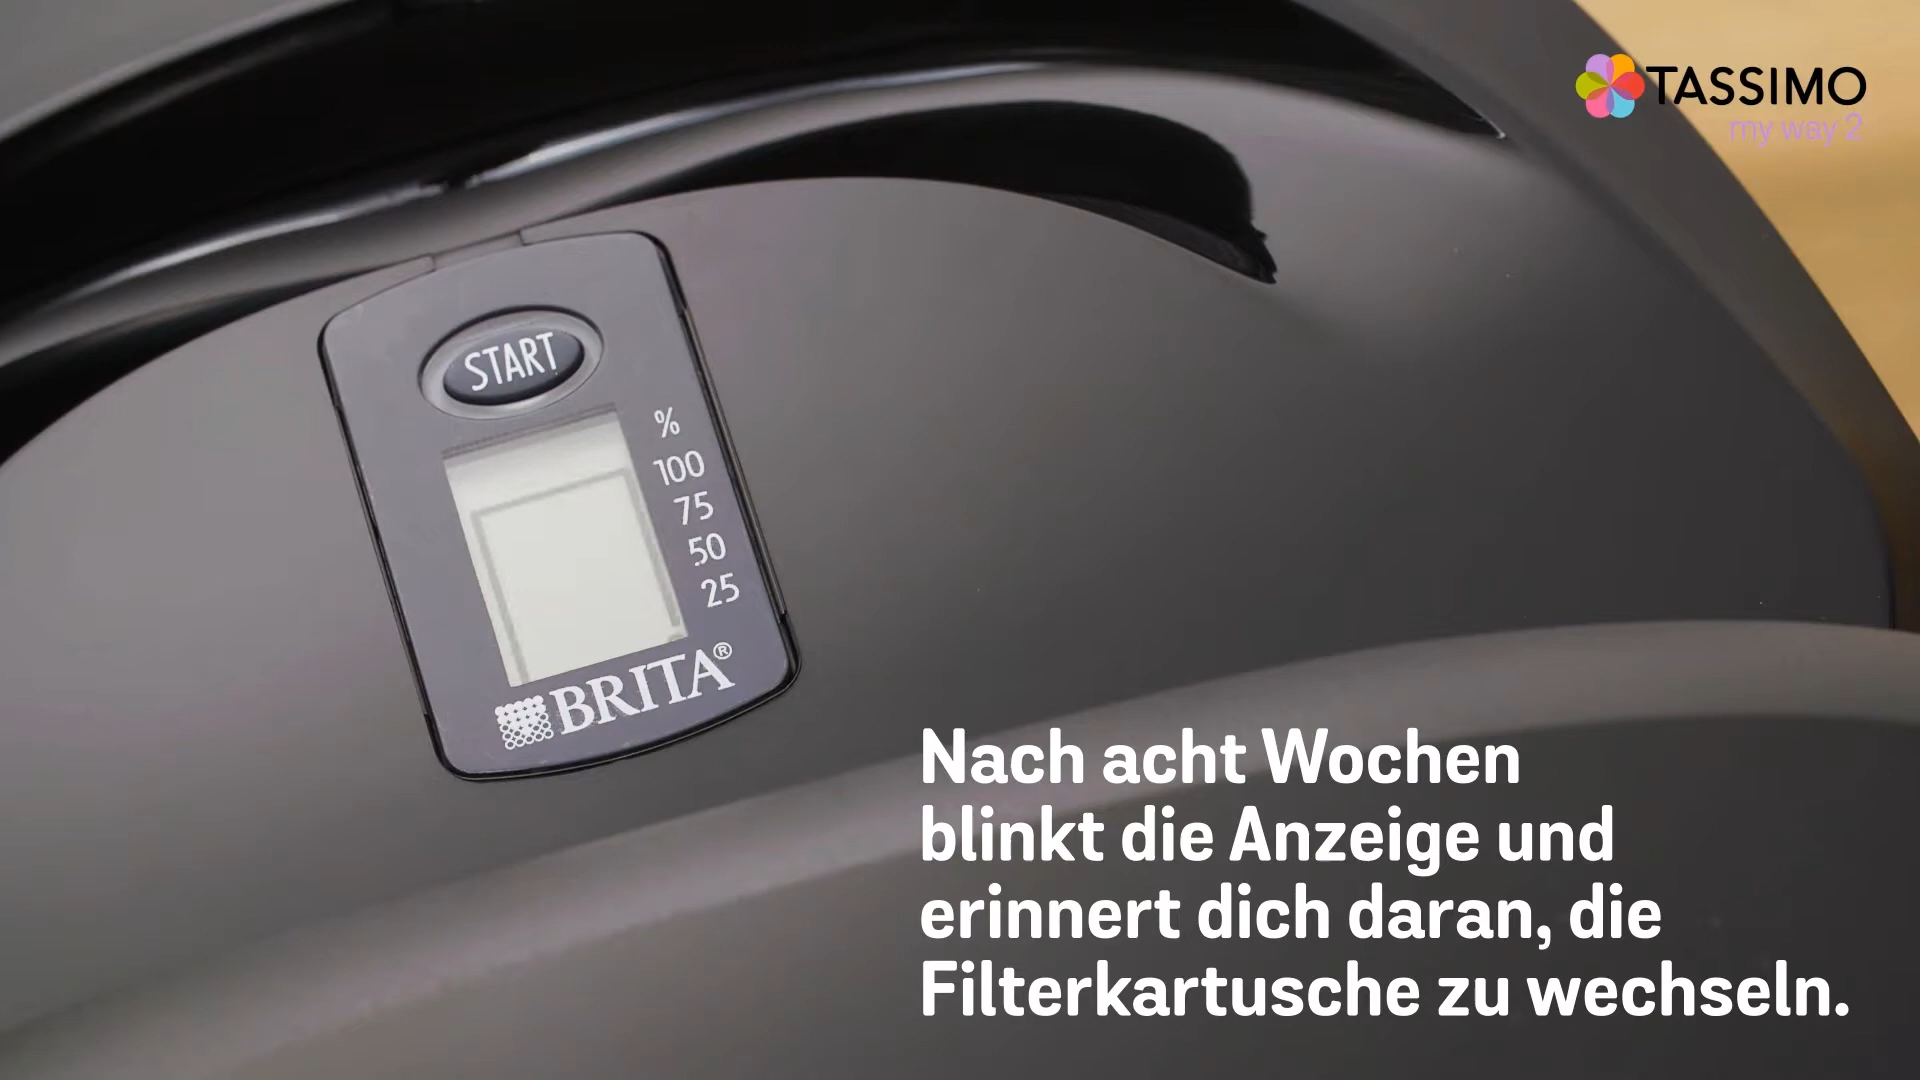 TASSIMO
my way 2
START
%
100
75
50
25
BRITA®
Nach acht Wochen
blinkt die Anzeige und
erinnert dich daran, die
Filterkartusche zu wechseln.